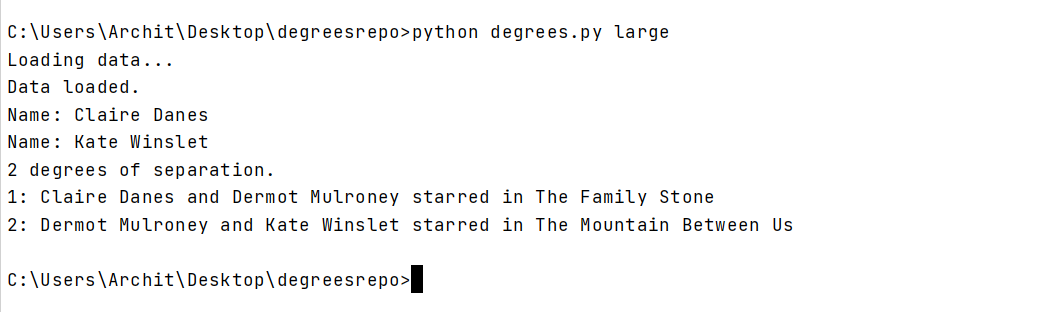 C:\Users\Archit\Desktop\degreesrepo>python degrees.py large
Loading data...
Data loaded.
Name: Claire Danes
Name: Kate Winslet
2 degrees of separation.
1: Claire Danes and Dermot Mulroney starred in The Family Stone
2: Dermot Mulroney and Kate Winslet starred in The Mountain Between Us
C:\Users\Archit\Desktop\degreesrepo>